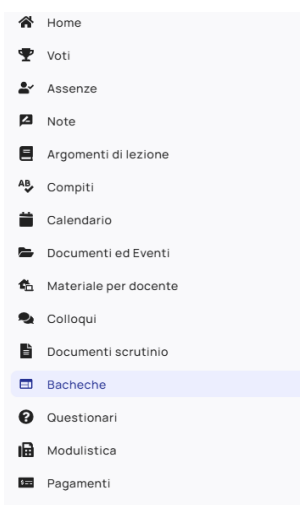 Home
Voti
Assenze
Note
Argomenti di lezione
Compiti
Calendario
Documenti ed Eventi
Materiale per docente
Colloqui
Documenti scrutinio
Bacheche
Questionari
Modulistica
Pagamenti